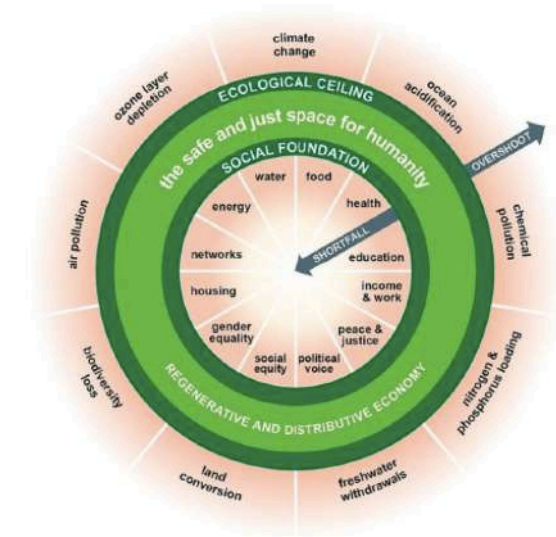 climate
change
ocean
acidification
chemical
pollution
nitrogen &
phosphorus loading
freshwater
withdrawals
land
conversion
biodiversity
loss
air pollution
ozone layer
depletion
OVERSHOOT
ECOLOGICAL CEILING
the safe and just space for humanity
SOCIAL FOUNDATION
water
food
health
SHORTFALL
education
income
& work
peace &
justice
political
voice
social
equity
gender
equality
housing
networks
energy
REGENERATIVE AND DISTRIBUTIVE ECONOMY